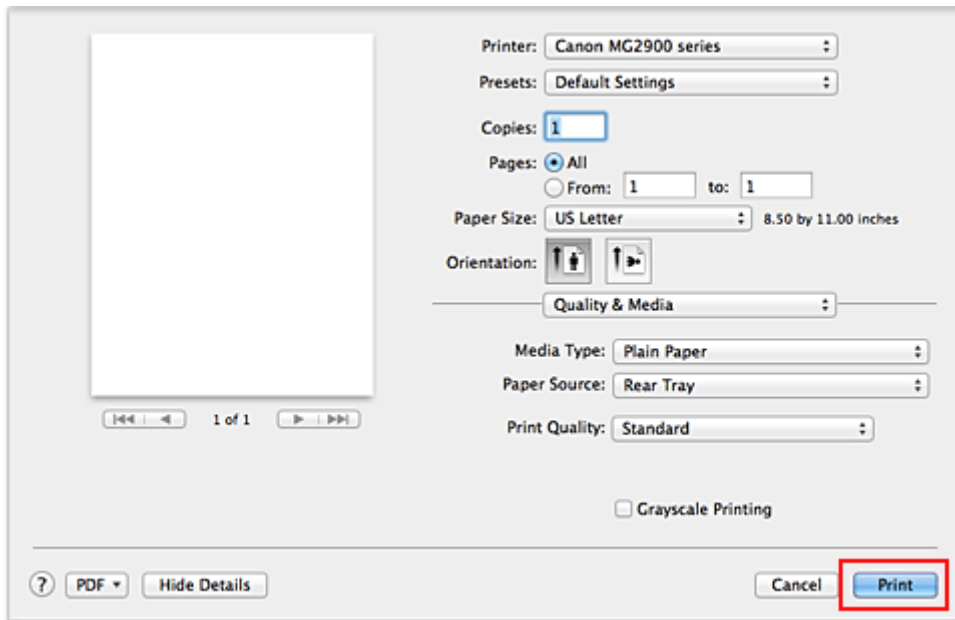 Printer: Canon MG2900 series
Presets: Default Settings
Copies: 1
Pages: All
From: 1 to: 1
Paper Size: US Letter 8.50 by 11.00 inches
Orientation:
Quality & Media
Media Type: Plain Paper
Paper Source: Rear Tray
1 of 1
Print Quality: Standard
Grayscale Printing
? PDF Hide Details Cancel Print